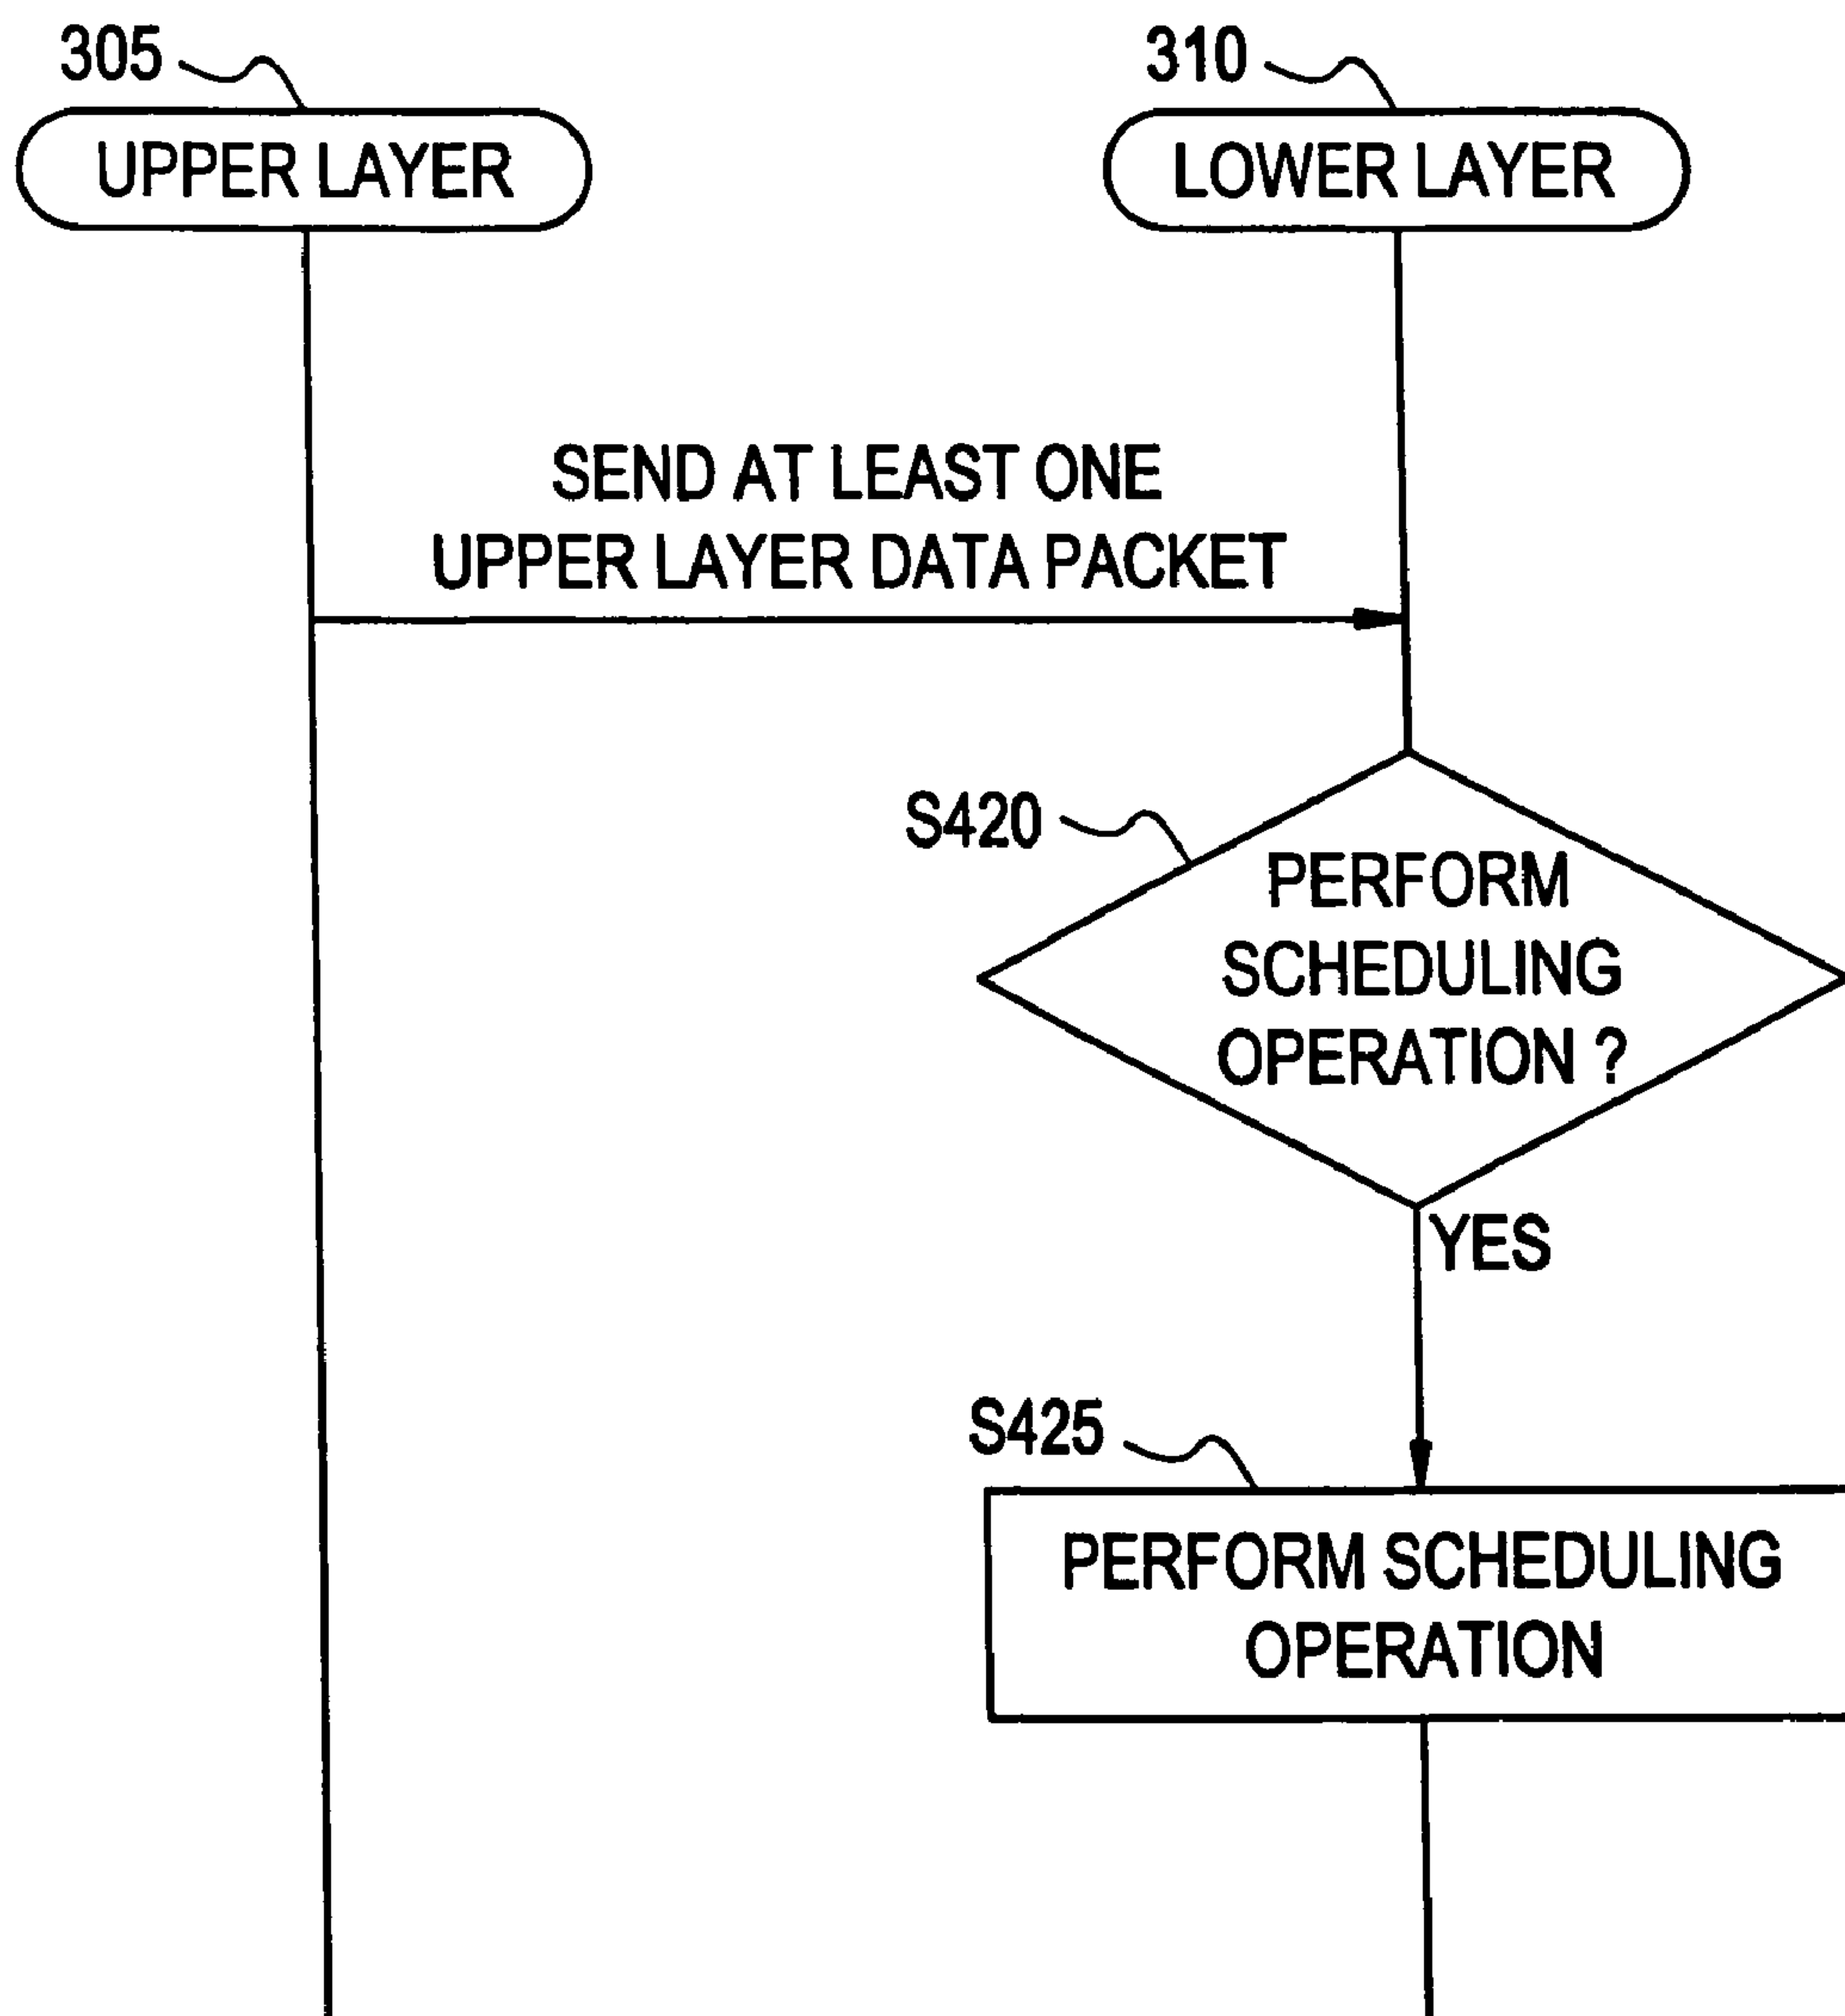 305
310
UPPER LAYER
LOWER LAYER
SEND AT LEAST ONE
UPPER LAYER DATA PACKET
S420
PERFORM
SCHEDULING
OPERATION ?
YES
S425
PERFORM SCHEDULING
OPERATION